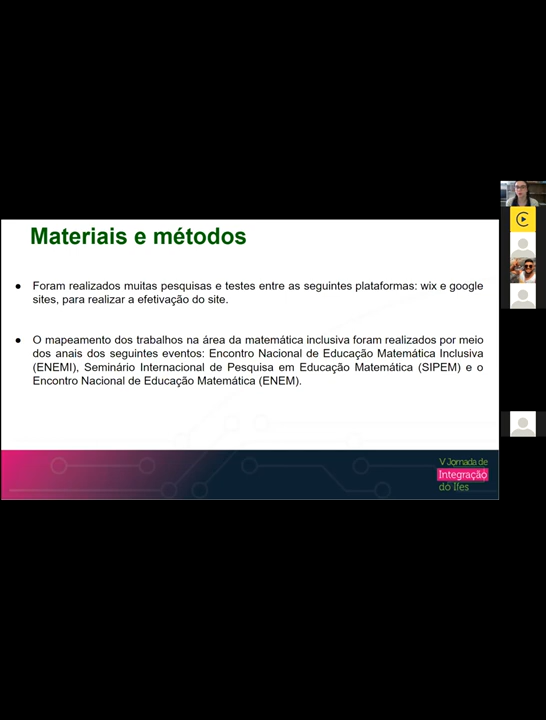 Materiais e métodos
● Foram realizados muitas pesquisas e testes entre as seguintes plataformas: wix e google
sites, para realizar a efetivação do site.
● O mapeamento dos trabalhos na área da matemática inclusiva foram realizados por meio
dos anais dos seguintes eventos: Encontro Nacional de Educação Matemática Inclusiva
(ENEMI), Seminário Internacional de Pesquisa em Educação Matemática (SIPEM) e o
Encontro Nacional de Educação Matemática (ENEM).
V Jornada de
Integração
do Ifes